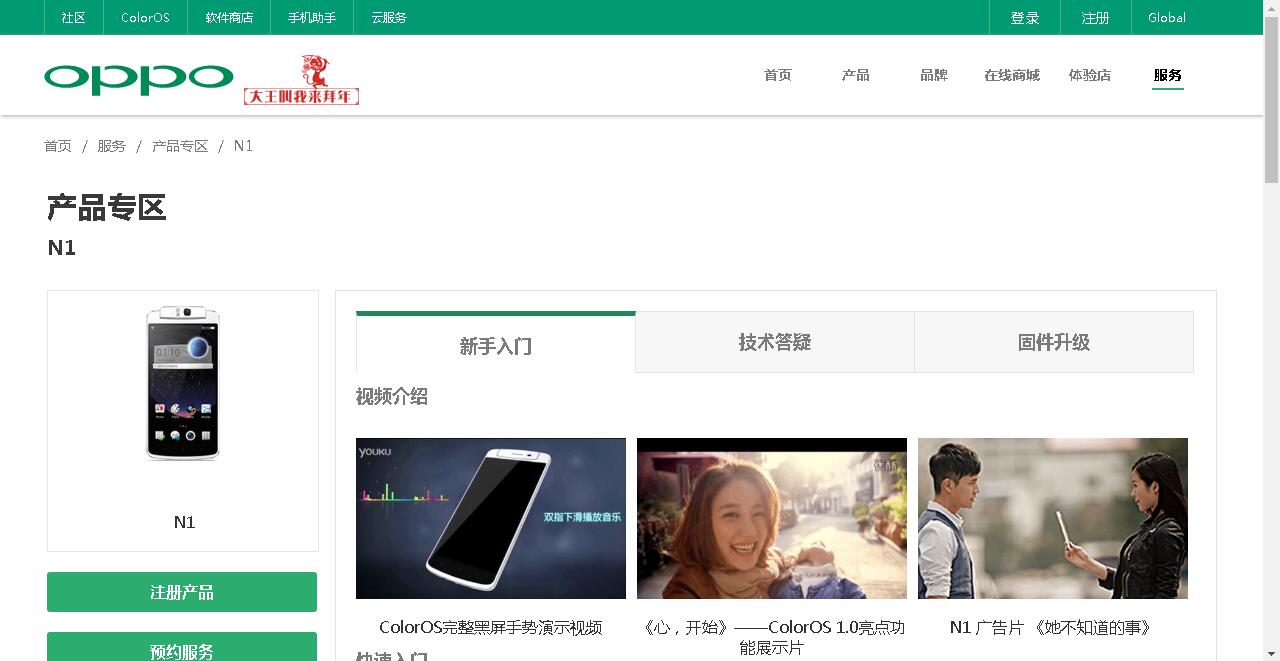 社区 ColorOS 软件商店 手机助手 云服务 登录 注册 Global
oppo 大王叫我来拜年 首页 产品 品牌 在线商城 体验店 服务
首页 / 服务 / 产品专区 / N1
产品专区
N1
N1
注册产品
预约服务
新手入门 技术答疑 固件升级
视频介绍
YOUKU
双指下滑播放音乐
优酷
ColorOS完整黑屏手势演示视频
《心，开始》——ColorOS 1.0亮点功
能展示片
N1 广告片 《她不知道的事》
快速入门